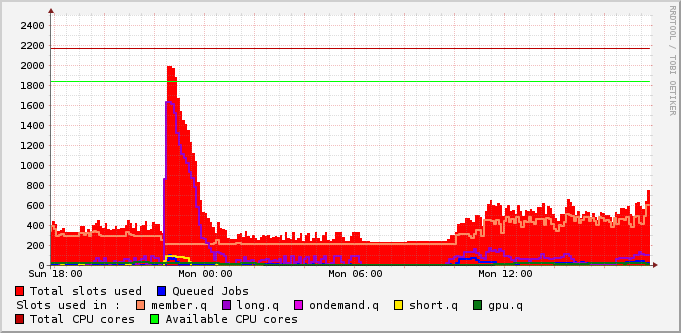 2400
2200
2000
1800
1600
1400
1200
1000
800
600
400
200
0
Sun 18:00 Mon 00:00 Mon 06:00 Mon 12:00
Total slots used Queued Jobs
Slots used in : member.q long.q ondemand.q short.q gpu.q
Total CPU cores Available CPU cores
RRDTOOL / TOBI OETIKER